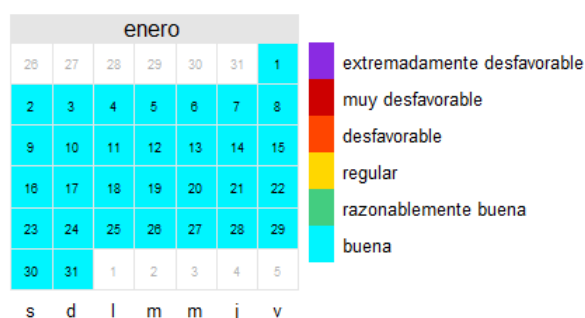 enero
26 27 28 29 30 31 1
2 3 4 5 6 7 8
9 10 11 12 13 14 15
16 17 18 19 20 21 22
23 24 25 26 27 28 29
30 31 1 2 3 4 5
s d l m m j v
extremadamente desfavorable
muy desfavorable
desfavorable
regular
razonablemente buena
buena